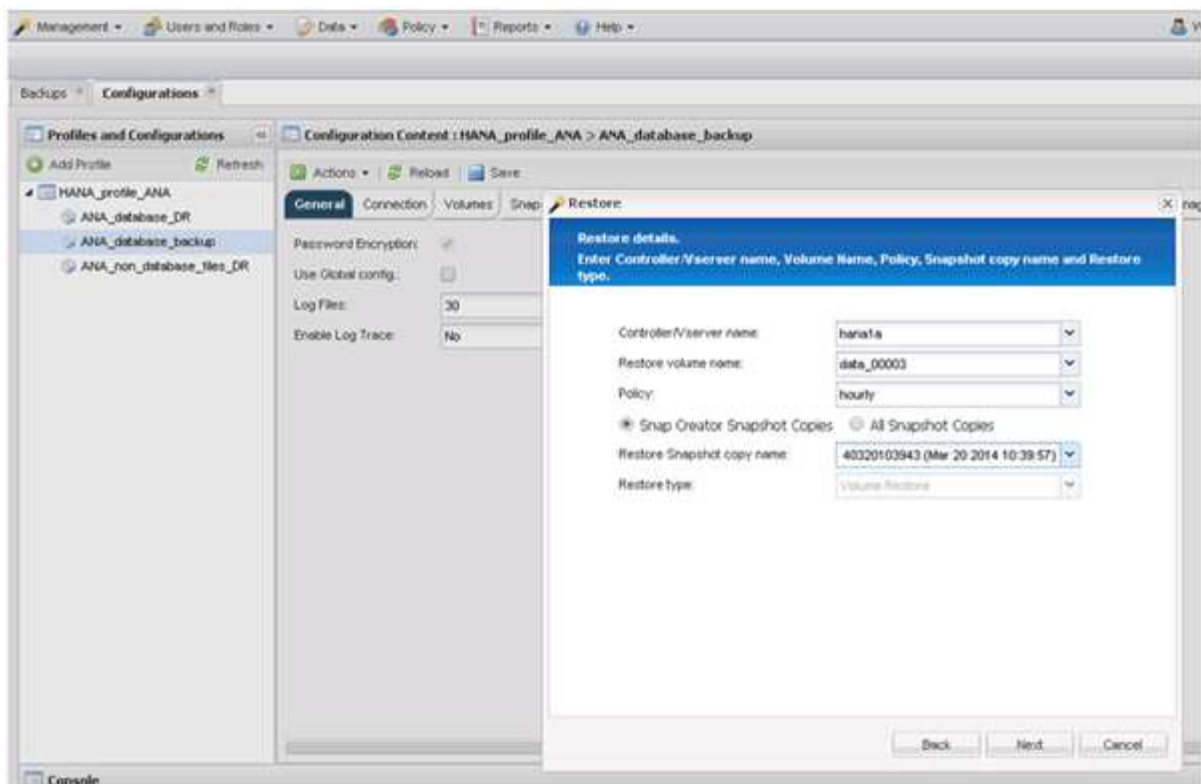 Management Users and Roles Data Policy Reports Help
Backups Configurations
Profiles and Configurations
Add Profile Refresh
HANA_profile_ANA
ANA_database_DR
ANA_database_backup
ANA_non_database_files_DR
Configuration Content : HANA_profile_ANA > ANA_database_backup
Actions Reload Save
General Connection Volumes Snap
Password Encryption:
Use Global config.:
Log Files: 30
Enable Log Trace: No
Restore
Restore details.
Enter Controller/Vserver name, Volume Name, Policy, Snapshot copy name and Restore
type.
Controller/Vserver name: hana1a
Restore volume name: data_00003
Policy: hourly
Snap Creator Snapshot Copies All Snapshot Copies
Restore Snapshot copy name: 40320103943 (Mar 20 2014 10:39:57)
Restore type: Volume Restore
Back Next Cancel
Console